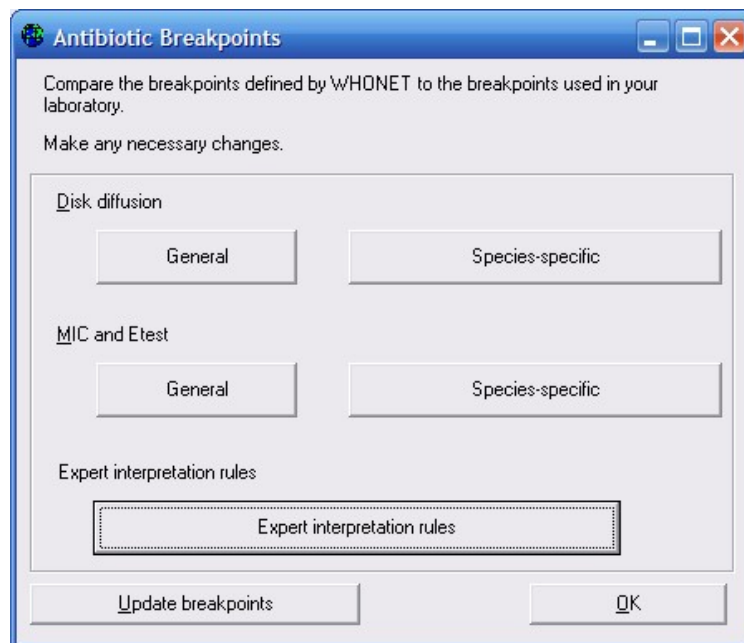 Antibiotic Breakpoints
Compare the breakpoints defined by WHONET to the breakpoints used in your
laboratory.
Make any necessary changes.
Disk diffusion
General
Species-specific
MIC and Etest
General
Species-specific
Expert interpretation rules
Expert interpretation rules
Update breakpoints
OK